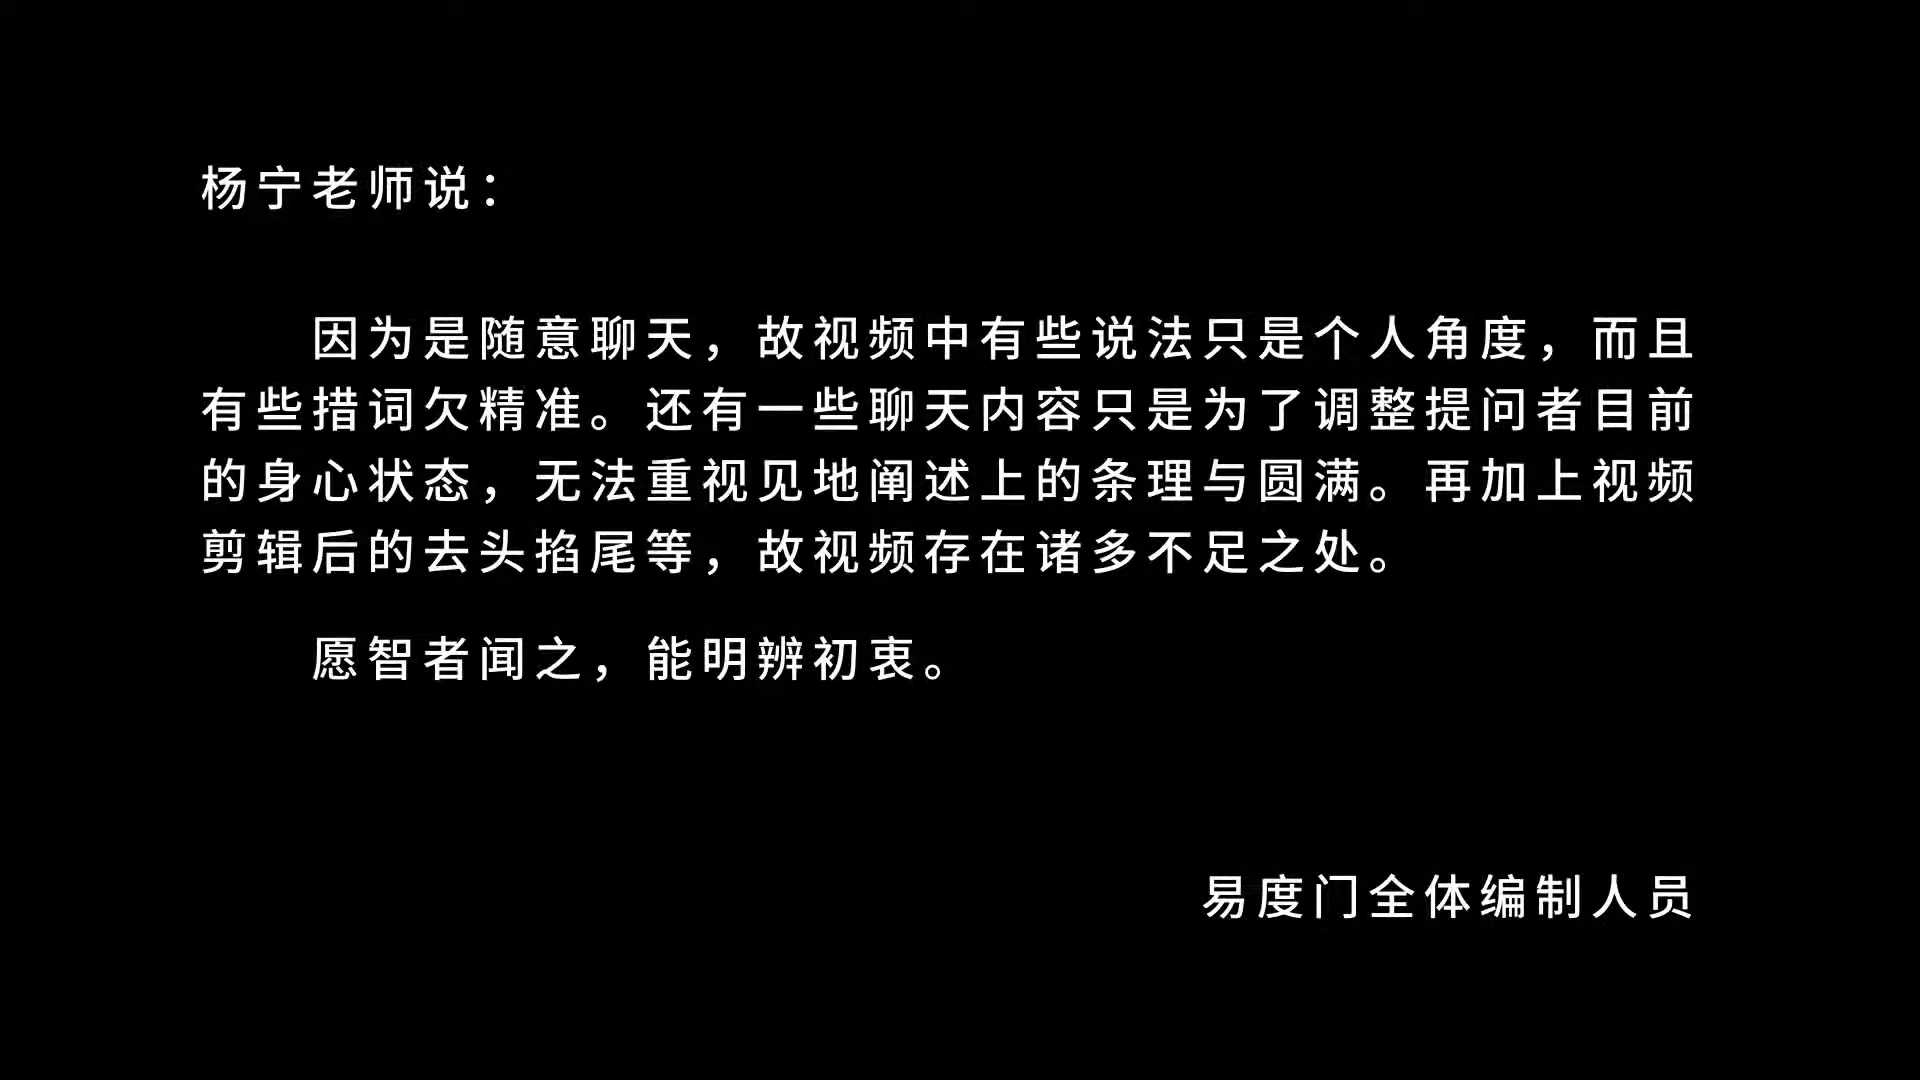 杨宁老师说：
因为是随意聊天，故视频中有些说法只是个人角度，而且
有些措词欠精准。还有一些聊天内容只是为了调整提问者目前
的身心状态，无法重视见地阐述上的条理与圆满。再加上视频
剪辑后的去头掐尾等，故视频存在诸多不足之处。
愿智者闻之，能明辨初衷。
易度门全体编制人员